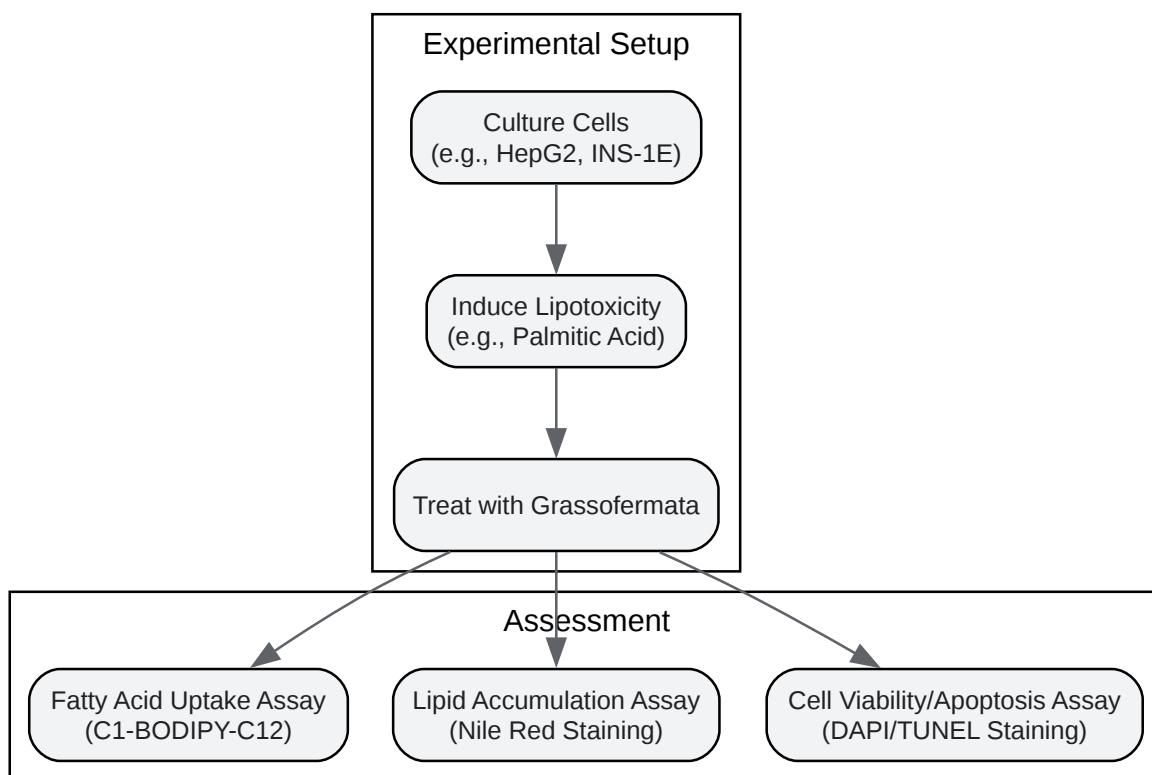 Experimental Setup
Culture Cells
(e.g., HepG2, INS-1E)
Induce Lipotoxicity
(e.g., Palmitic Acid)
Treat with Grassofermata
Assessment
Fatty Acid Uptake Assay
(C1-BODIPY-C12)
Lipid Accumulation Assay
(Nile Red Staining)
Cell Viability/Apoptosis Assay
(DAPI/TUNEL Staining)